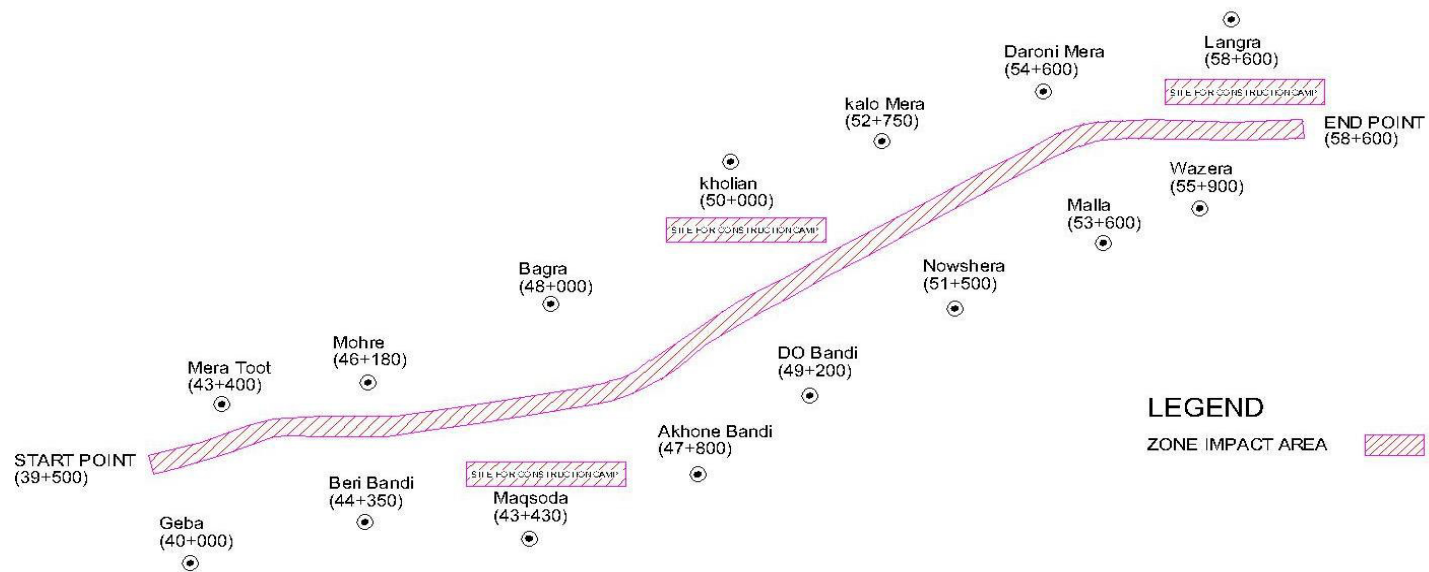 Langra
(58+600)
Daroni Mera
(54+600)
SITE FOR CONSTRUCTION CAMP
kalo Mera
(52+750)
END POINT
(58+600)
kholian
(50+000)
Wazera
(55+900)
Malla
(53+600)
SITE FOR CONSTRUCTION CAMP
Bagra
(48+000)
Nowshera
(51+500)
Mohre
(46+180)
Mera Toot
(43+400)
DO Bandi
(49+200)
LEGEND
ZONE IMPACT AREA
Akhone Bandi
(47+800)
START POINT
(39+500)
SITE FOR CONSTRUCTION CAMP
Beri Bandi
(44+350)
Maqsoda
(43+430)
Geba
(40+000)